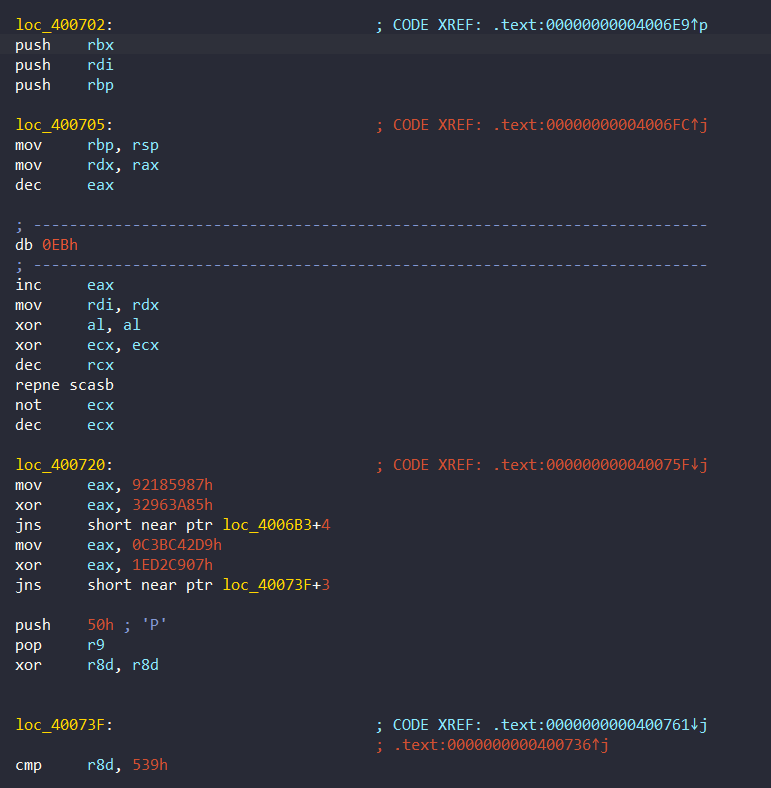 loc_400702: ; CODE XREF: .text:00000000004006E9↑p
push rbx
push rdi
push rbp
loc_400705: ; CODE XREF: .text:00000000004006FC↑j
mov rbp, rsp
mov rdx, rax
dec eax
; ---------------------------------------------------------------------------
db 0EBh
; ---------------------------------------------------------------------------
inc eax
mov rdi, rdx
xor al, al
xor ecx, ecx
dec rcx
repne scasb
not ecx
dec ecx
loc_400720: ; CODE XREF: .text:000000000040075F↓j
mov eax, 92185987h
xor eax, 32963A85h
jns short near ptr loc_4006B3+4
mov eax, 0C3BC42D9h
xor eax, 1ED2C907h
jns short near ptr loc_40073F+3
push 50h ; 'P'
pop r9
xor r8d, r8d
loc_40073F: ; CODE XREF: .text:0000000000400761↓j
; .text:0000000000400736↑j
cmp r8d, 539h